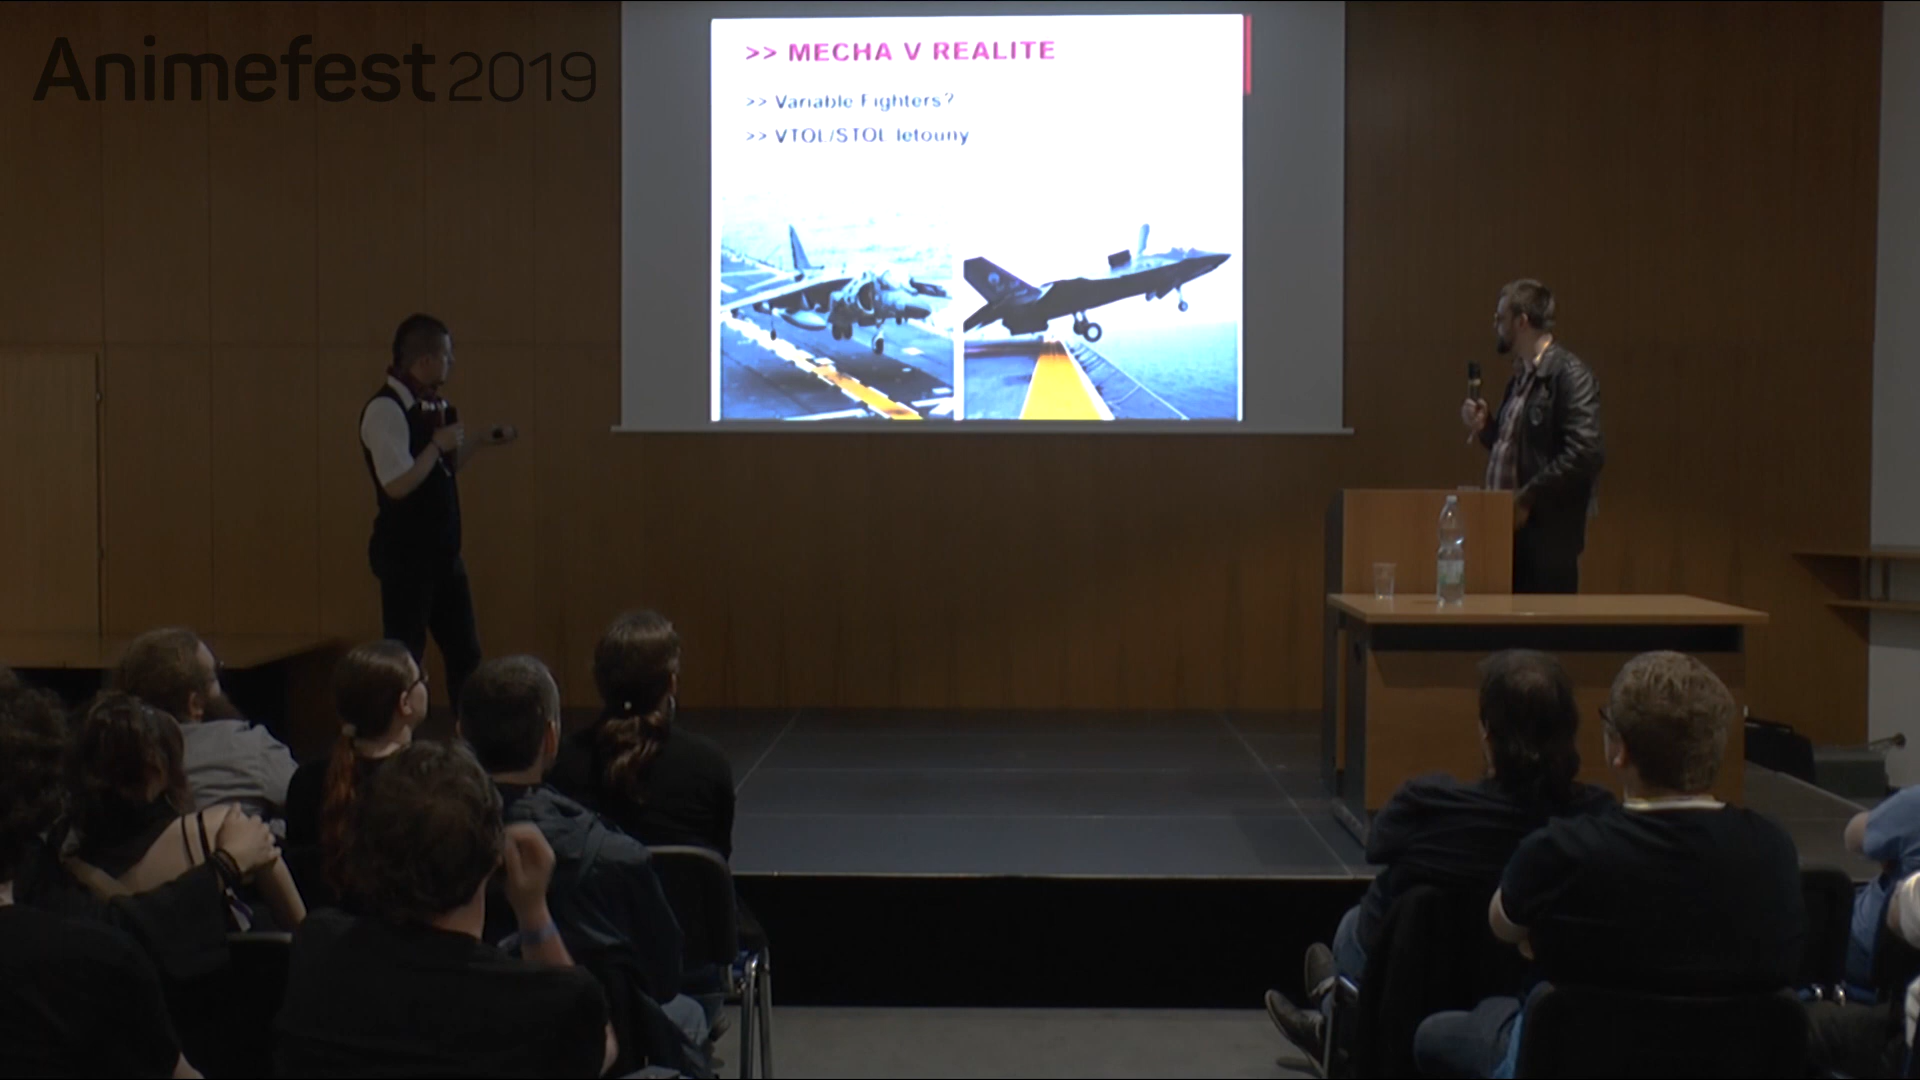 Animefest 2019
>> MECHA V REALITE
>> Variable Fighters?
>> VTOL/STOL letouny